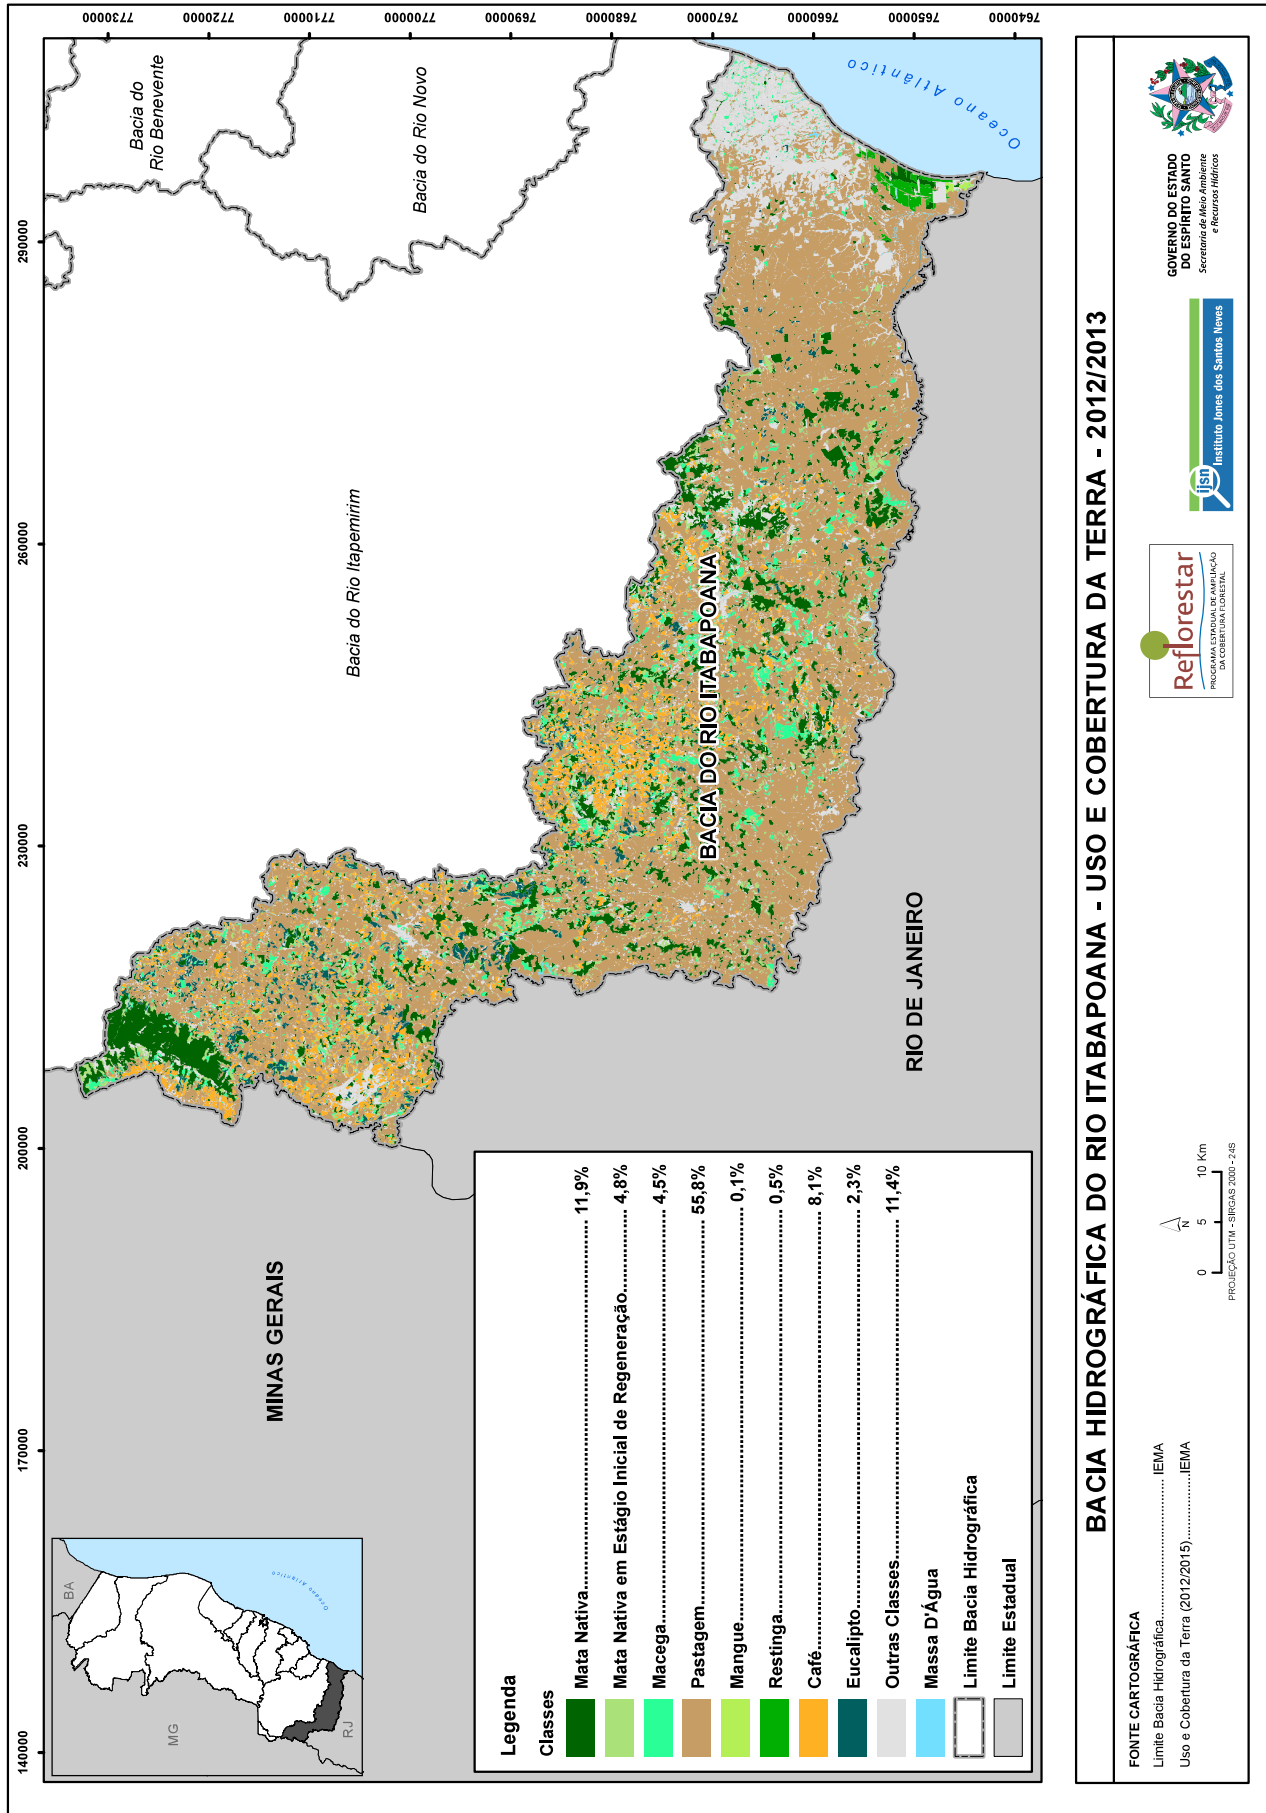 140000
170000
200000
230000
260000
290000
7730000
7720000
7710000
7700000
7690000
7680000
7670000
7660000
7650000
7640000
BA
MG
RJ
Oceano Atlântico
MINAS GERAIS
RIO DE JANEIRO
Bacia do
Rio Benevente
Bacia do Rio Novo
Bacia do Rio Itapemirim
BACIA DO RIO ITABAPOANA
Oceano Atlântico
Legenda
Classes
Mata Nativa 11,9%
Mata Nativa em Estágio Inicial de Regeneração 4,8%
Macega 4,5%
Pastagem 55,8%
Mangue 0,1%
Restinga 0,5%
Café 8,1%
Eucalipto 2,3%
Outras Classes 11,4%
Massa D'Água
Limite Bacia Hidrográfica
Limite Estadual
BACIA HIDROGRÁFICA DO RIO ITABAPOANA - USO E COBERTURA DA TERRA - 2012/2013
FONTE CARTOGRÁFICA
Limite Bacia Hidrográfica IEMA
Uso e Cobertura da Terra (2012/2015) IEMA
N
0 5 10 Km
PROJEÇÃO UTM - SIRGAS 2000 - 24S
Reflorestar
PROGRAMA ESTADUAL DE AMPLIAÇÃO
DA COBERTURA FLORESTAL
ijsn
Instituto Jones dos Santos Neves
GOVERNO DO ESTADO
DO ESPÍRITO SANTO
Secretaria de Meio Ambiente
e Recursos Hídricos